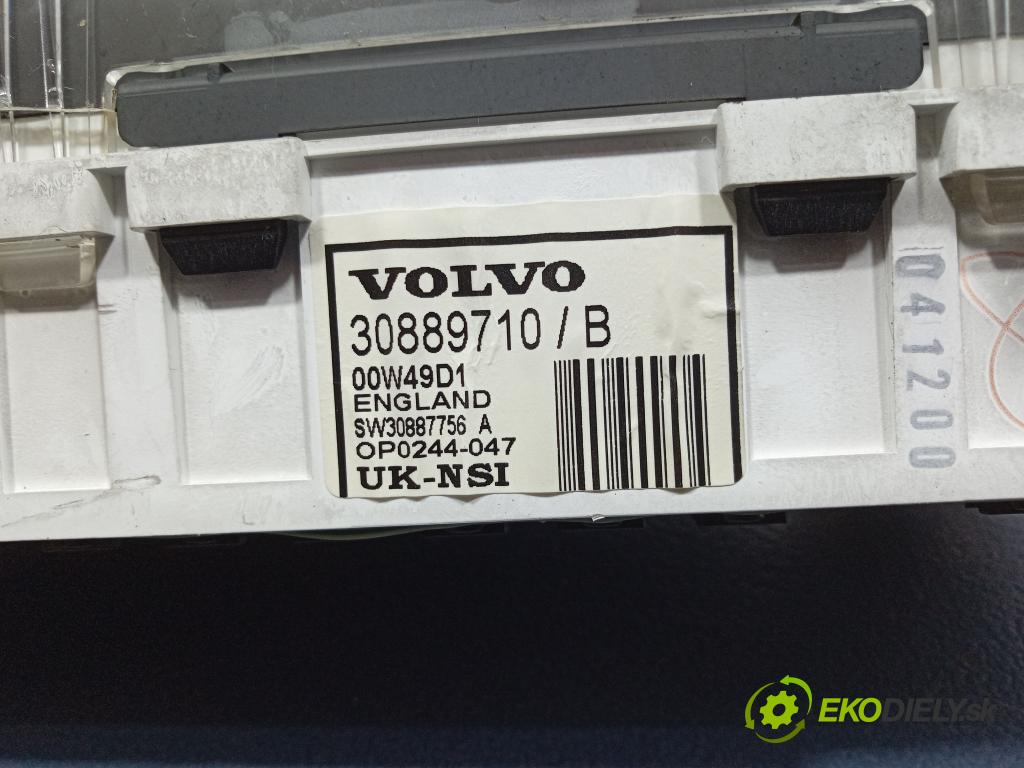 VOLVO
30889710 / B
00W49D1
ENGLAND
SW30887756 A
OP0244-047
UK-NSI
041200
EKODIELY.sk